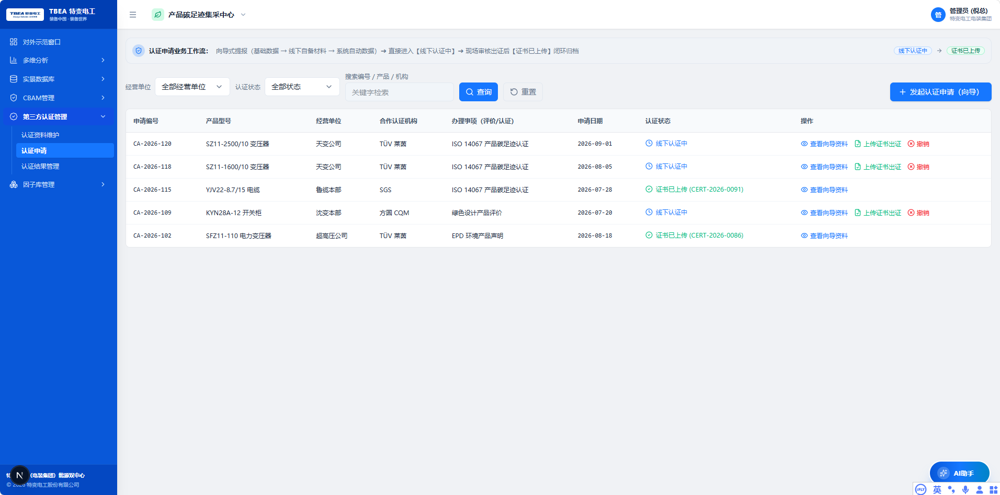 TBEA 特变电工
TBEA 特变电工
装备中国 · 装备世界
对外示范窗口
多维分析
实景数据库
CBAM管理
第三方认证管理
认证资料维护
认证申请
认证结果管理
因子库管理
特
N
(电装集团）能源双中心
© 2026 特变电工股份有限公司
产品碳足迹集采中心
管
管理员 (倪总)
特变电工电装集团
认证申请业务工作流： 向导式提报（基础数据 → 线下自备材料 → 系统自动数据）➔ 直接进入【线下认证中】➔ 现场审核出证后【证书已上传】闭环归档
线下认证中 → 证书已上传
经营单位 全部经营单位 认证状态 全部状态
搜索编号 / 产品 / 机构
关键字检索
查询
重置
发起认证申请（向导）
申请编号 产品型号 经营单位 合作认证机构 办理事项（评价/认证） 申请日期 认证状态 操作
CA-2026-120 SZ11-2500/10 变压器 天变公司 TÜV 莱茵 ISO 14067 产品碳足迹认证 2026-09-01 线下认证中 查看向导资料 上传证书出证 撤销
CA-2026-118 SZ11-1600/10 变压器 天变公司 TÜV 莱茵 ISO 14067 产品碳足迹认证 2026-08-05 线下认证中 查看向导资料 上传证书出证 撤销
CA-2026-115 YJV22-8.7/15 电缆 鲁缆本部 SGS ISO 14067 产品碳足迹认证 2026-07-28 证书已上传 (CERT-2026-0091) 查看向导资料
CA-2026-109 KYN28A-12 开关柜 沈变本部 方圆 CQM 绿色设计产品评价 2026-07-20 线下认证中 查看向导资料 上传证书出证 撤销
CA-2026-102 SFZ11-110 电力变压器 超高压公司 TÜV 莱茵 EPD 环境产品声明 2026-08-18 证书已上传 (CERT-2026-0086) 查看向导资料
AI助手
iFLY 英